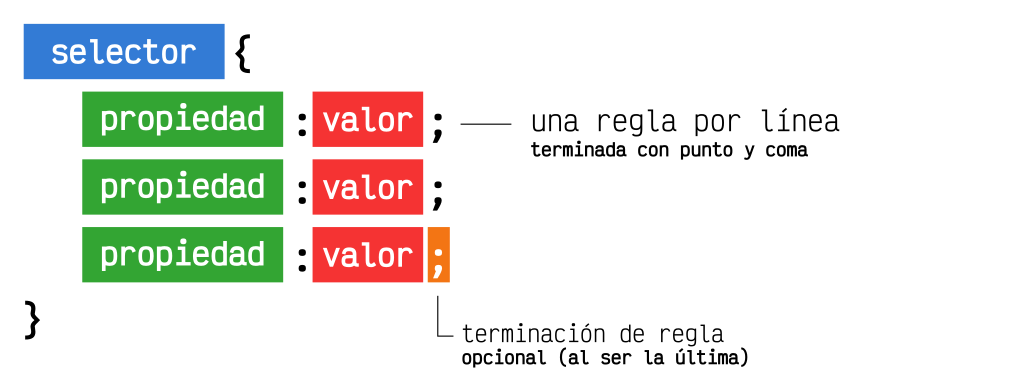 selector {
propiedad : valor ; una regla por línea
terminada con punto y coma
propiedad : valor ;
propiedad : valor ;
}
terminación de regla
opcional (al ser la última)